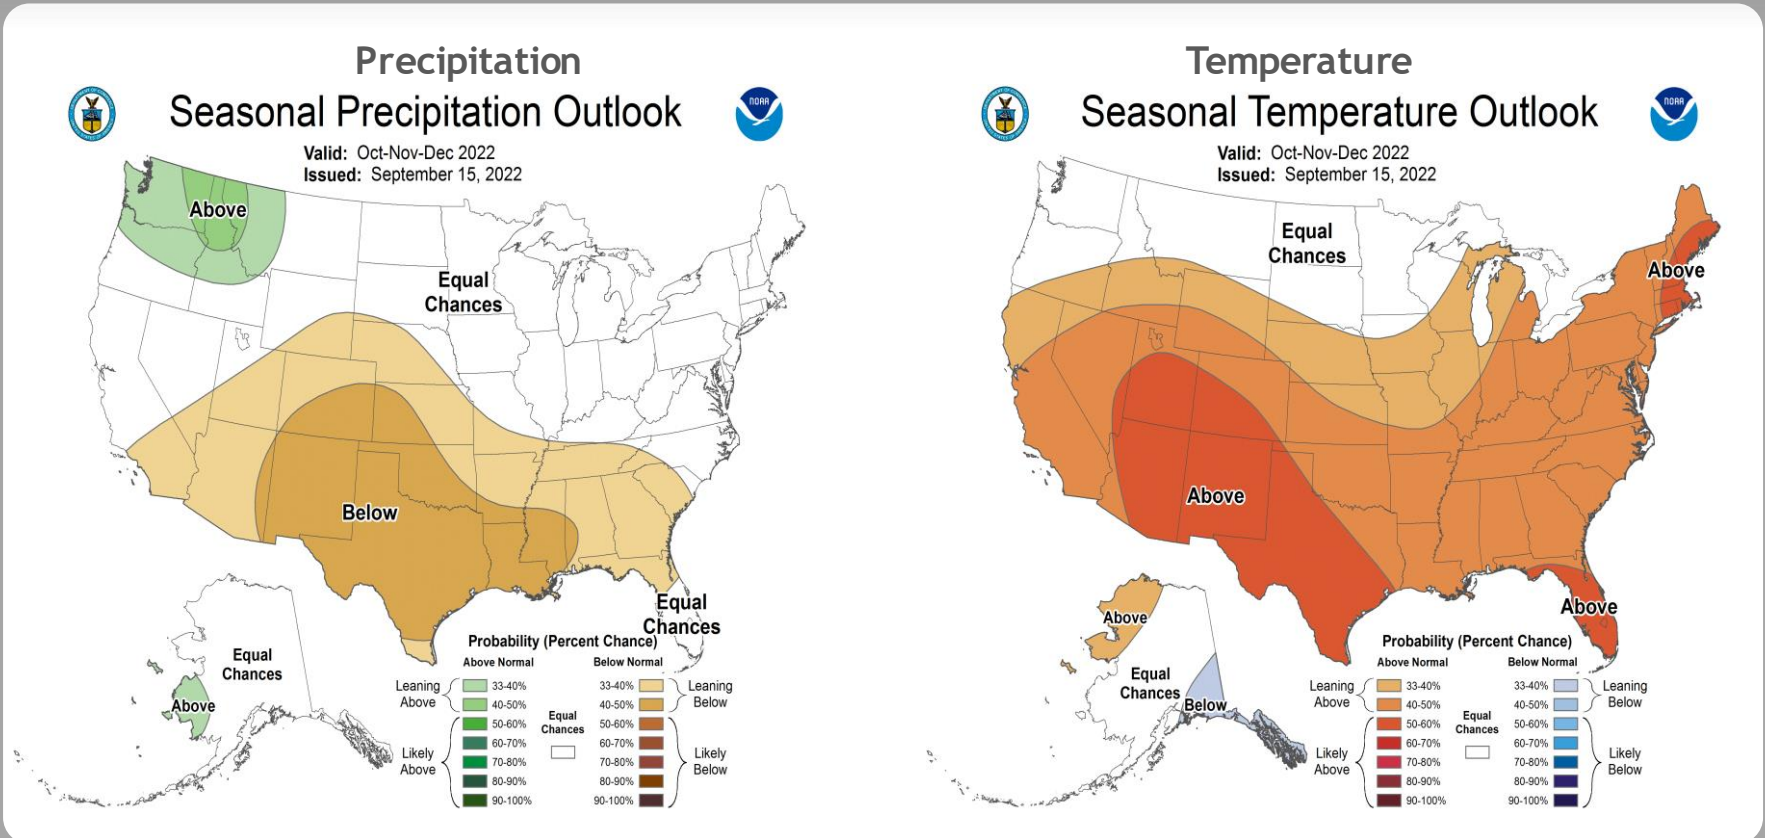 Precipitation
Seasonal Precipitation Outlook
NOAA
Valid: Oct-Nov-Dec 2022
Issued: September 15, 2022
Above
Equal
Chances
Below
Equal
Chances
Equal
Chances
Above
Probability (Percent Chance)
Above Normal
Below Normal
Leaning
Above
33-40%
40-50%
50-60%
60-70%
70-80%
80-90%
90-100%
Likely
Above
Equal
Chances
33-40%
40-50%
50-60%
60-70%
70-80%
80-90%
90-100%
Leaning
Below
Likely
Below
Temperature
Seasonal Temperature Outlook
NOAA
Valid: Oct-Nov-Dec 2022
Issued: September 15, 2022
Equal
Chances
Above
Above
Above
Above
Equal
Chances
Below
Probability (Percent Chance)
Above Normal
Below Normal
Leaning
Above
33-40%
40-50%
50-60%
60-70%
70-80%
80-90%
90-100%
Likely
Above
Equal
Chances
33-40%
40-50%
50-60%
60-70%
70-80%
80-90%
90-100%
Leaning
Below
Likely
Below